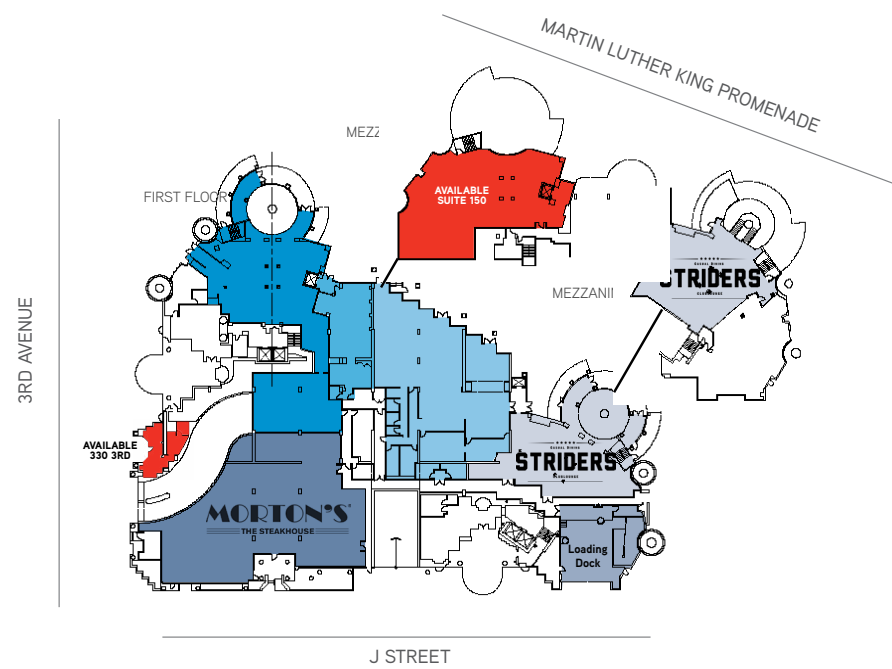 MARTIN LUTHER KING PROMENADE
MEZZ
AVAILABLE
SUITE 150
FIRST FLOOR
STRIDERS
MEZZANII
3RD AVENUE
AVAILABLE
330 3RD
STRIDERS
MORTON'S
THE STEAKHOUSE
Loading
Dock
J STREET